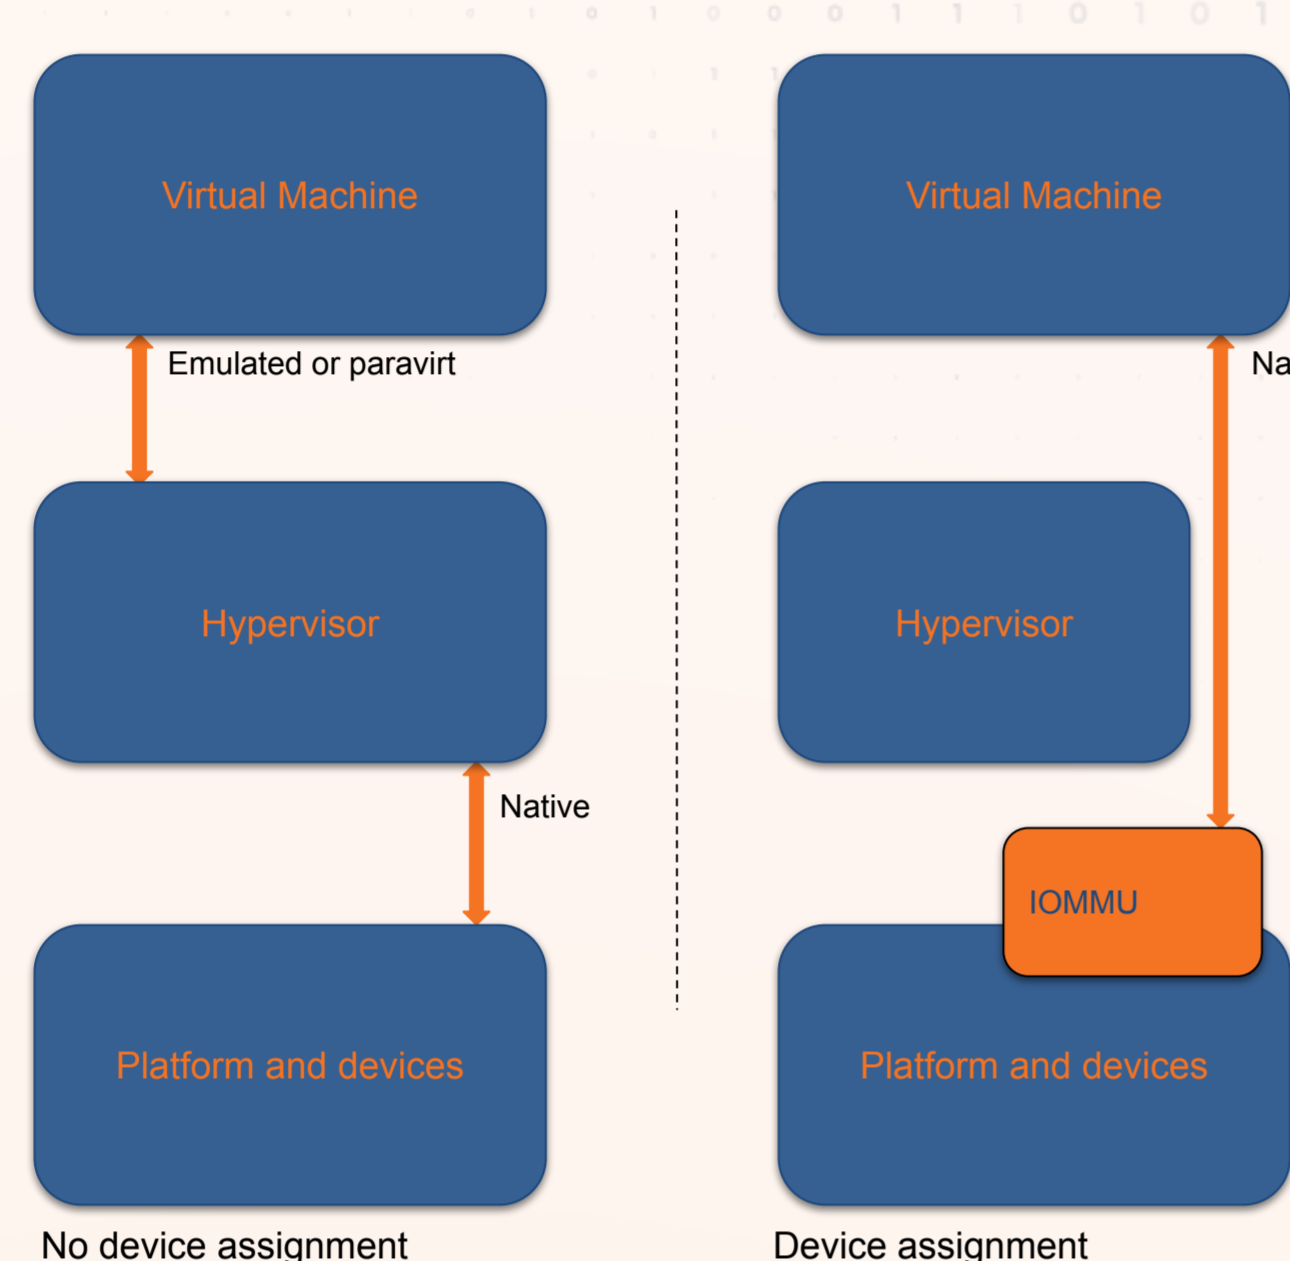 Virtual Machine
Emulated or paravirt
Hypervisor
Native
Platform and devices
No device assignment
Virtual Machine
Na
Hypervisor
IOMMU
Platform and devices
Device assignment